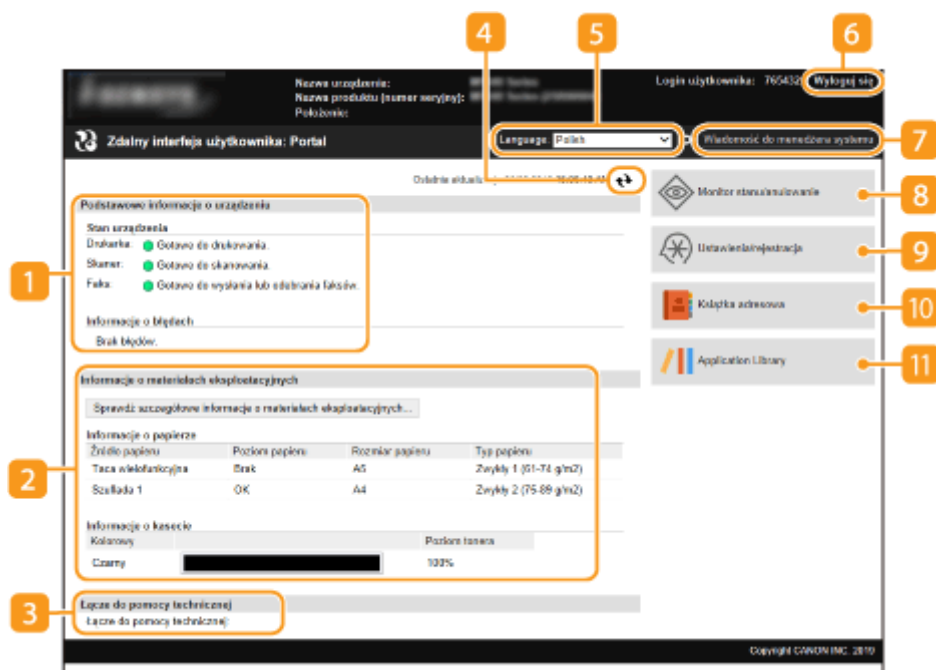 4
5
6
Nazwa urządzenia:
Login użytkownika: 765432 Wyloguj się
Nazwa produktu (numer seryjny):
Położenie:
Zdalny interfejs użytkownika: Portal
Language: Polish
Wiadomość do menedżera systemu
7
Ostatnia
Podstawowe informacje o urządzeniu
Monitor stanu/anulowanie
8
Stan urządzenia
Drukarka: Gotowe do drukowania.
Skaner: Gotowe do skanowania.
Faks: Gotowe do wysłania lub odebrania faksów.
1
Ustawienia/rejestracja
9
Informacje o błędach
Brak błędów.
Książka adresowa
10
Application Library
11
Informacje o materiałach eksploatacyjnych
Sprawdź szczegółowe informacje o materiałach eksploatacyjnych...
Informacje o papierze
Źródło papieru Poziom papieru Rozmiar papieru Typ papieru
Taca wielofunkcyjna Brak A5 Zwykły 1 (61-74 g/m2)
2
Szuflada 1 OK A4 Zwykły 2 (75-89 g/m2)
Informacje o kasecie
Kolorowy Poziom tonera
Czarny 100%
3
Łącze do pomocy technicznej
Łącze do pomocy technicznej:
Copyright CANON INC. 2019